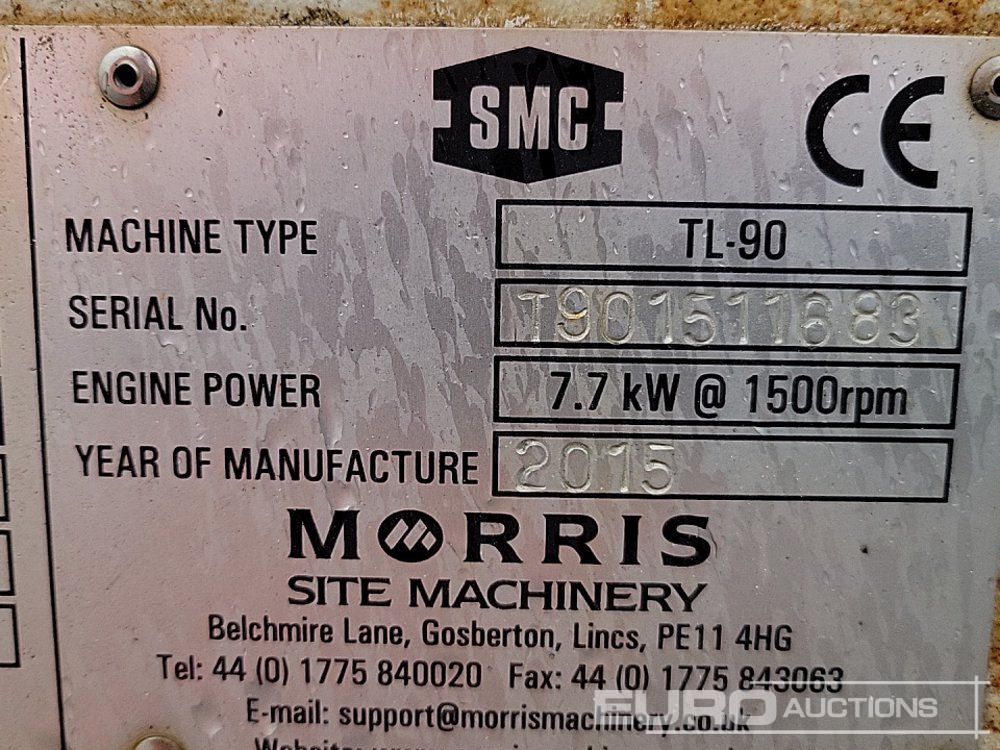 SMC
CE
MACHINE TYPE TL-90
SERIAL No. T901511683
ENGINE POWER 7.7 kW @ 1500rpm
YEAR OF MANUFACTURE 2015
MORRIS
SITE MACHINERY
Belchmire Lane, Gosberton, Lincs, PE11 4HG
Tel: 44 (0) 1775 840020 Fax: 44 (0) 1775 843063
E-mail: support@morrismachinery.co.uk
EURO AUCTIONS
Website: